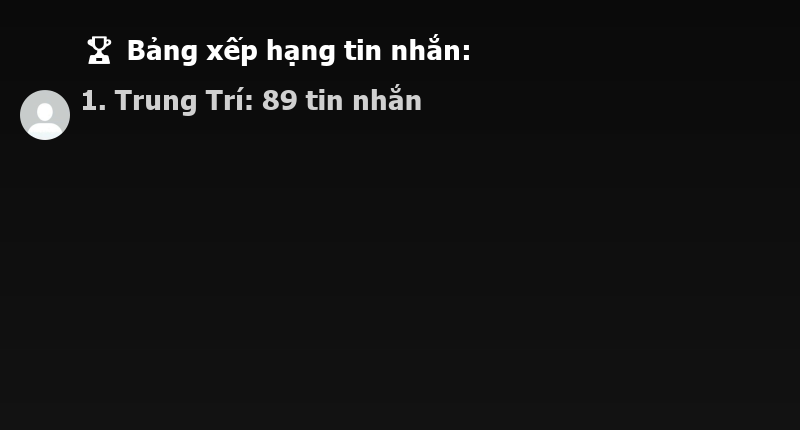 🏆 Bảng xếp hạng tin nhắn:
1. Trung Trí: 89 tin nhắn